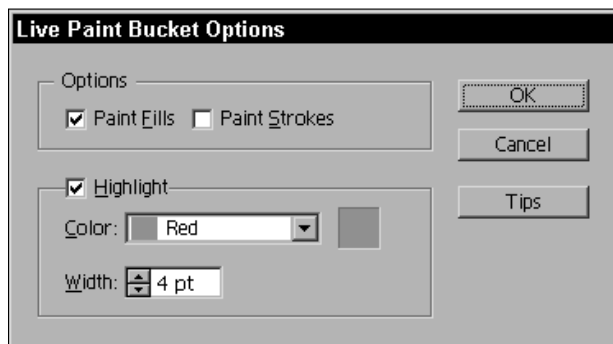 Live Paint Bucket Options
Options
Paint Fills Paint Strokes
OK
Cancel
Highlight
Tips
Color: Red
Width: 4 pt